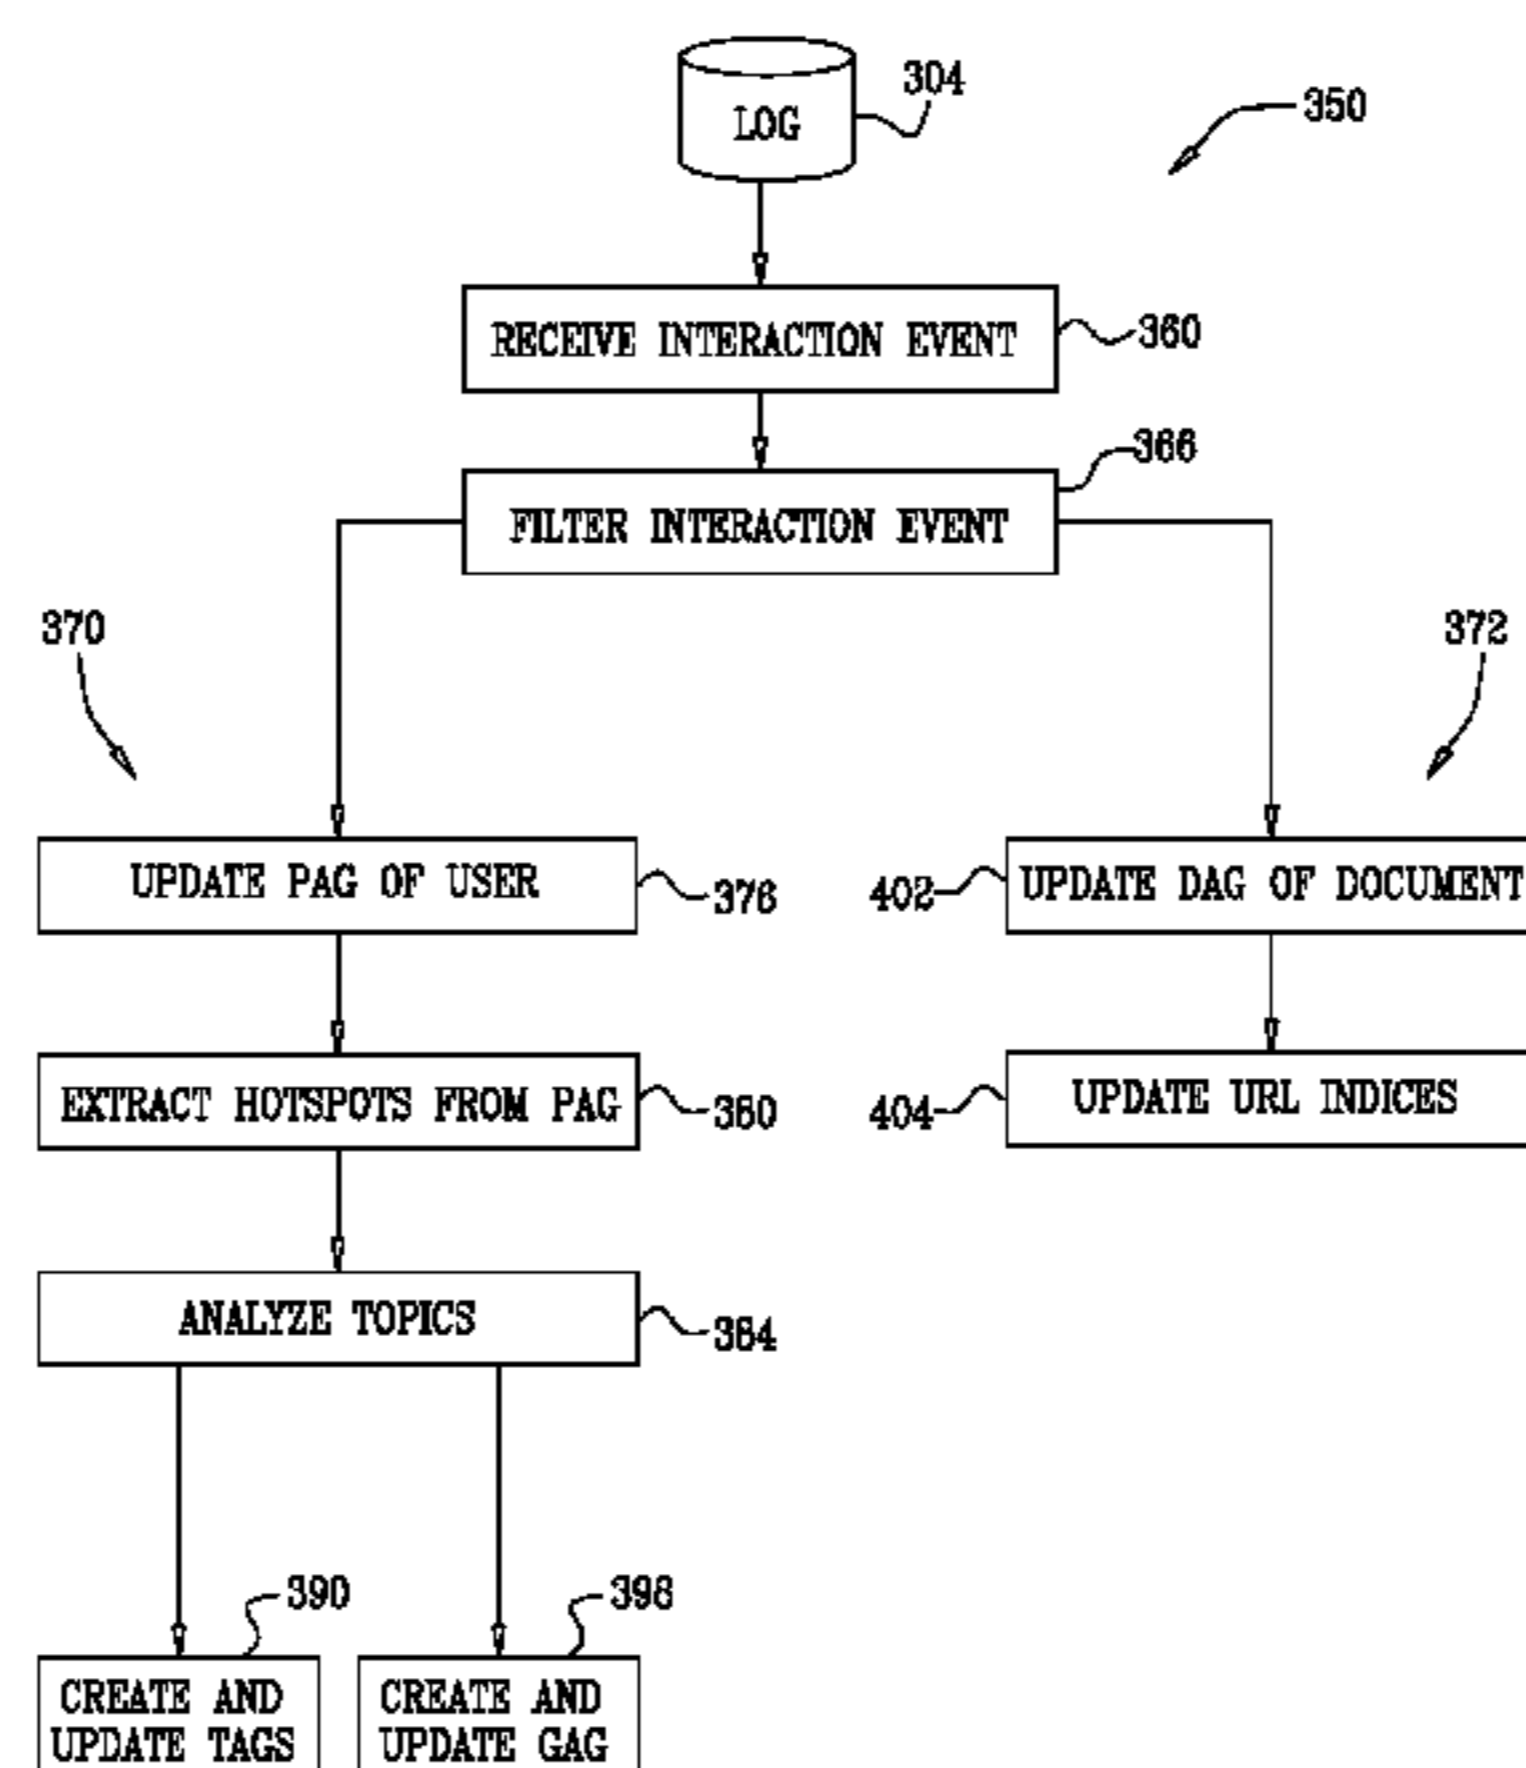 304
LOG
350
RECEIVE INTERACTION EVENT
360
366
FILTER INTERACTION EVENT
370
372
UPDATE PAG OF USER
376
402
UPDATE DAG OF DOCUMENT
EXTRACT HOTSPOTS FROM PAG
380
404
UPDATE URL INDICES
ANALYZE TOPICS
384
390
398
CREATE AND
UPDATE TAGS
CREATE AND
UPDATE GAG